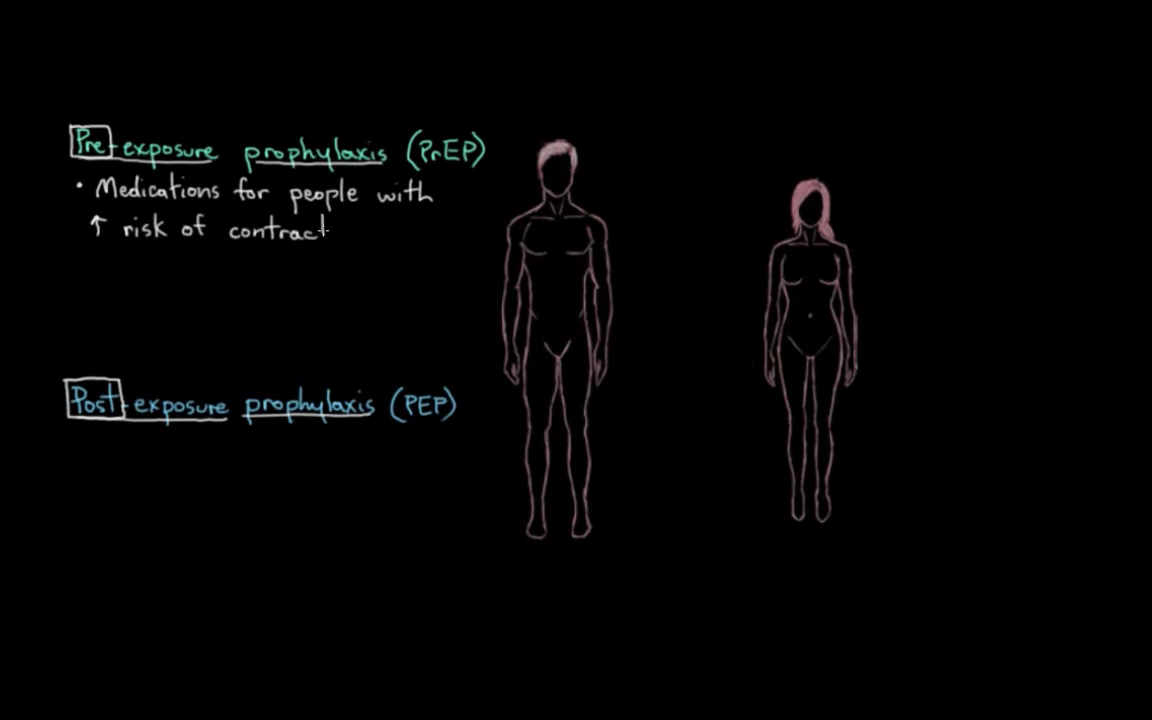 Pre-exposure prophylaxis (PrEP)
• Medications for people with
↑ risk of contract
Post-exposure prophylaxis (PEP)